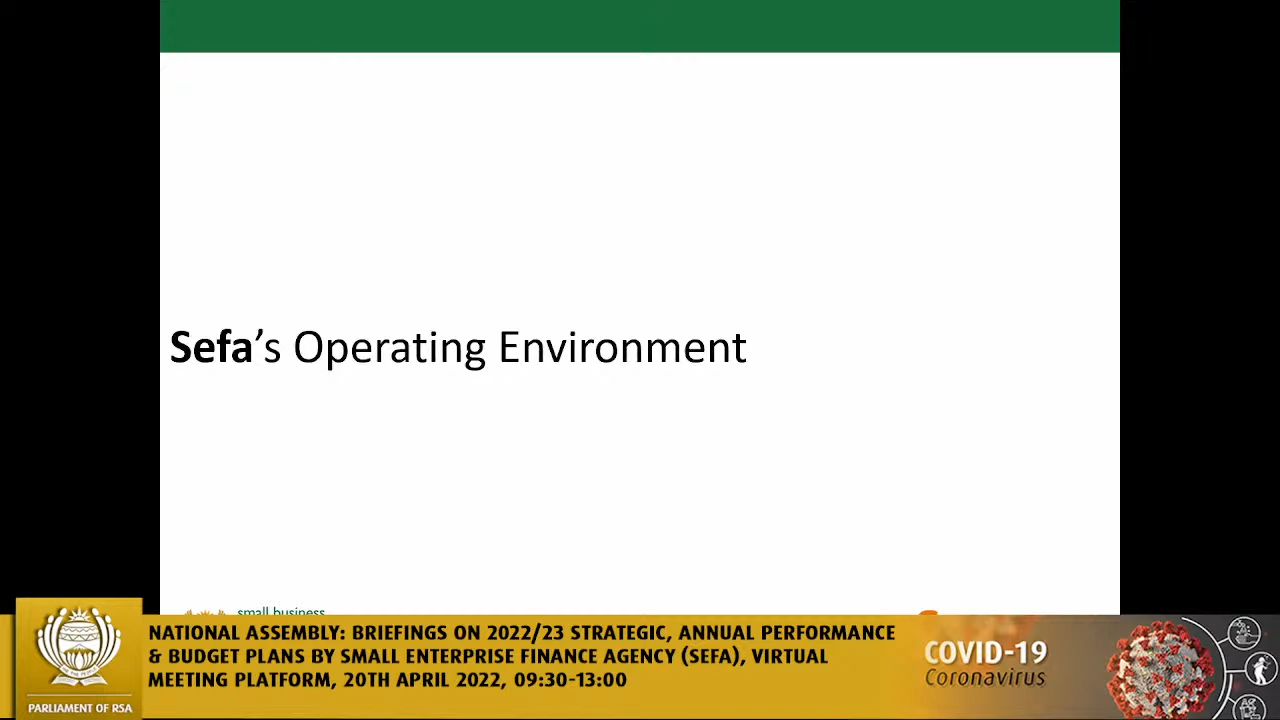 Sefa's Operating Environment
small business
NATIONAL ASSEMBLY: BRIEFINGS ON 2022/23 STRATEGIC, ANNUAL PERFORMANCE
& BUDGET PLANS BY SMALL ENTERPRISE FINANCE AGENCY (SEFA), VIRTUAL
MEETING PLATFORM, 20TH APRIL 2022, 09:30-13:00
PARLIAMENT OF RSA
COVID-19
Coronavirus